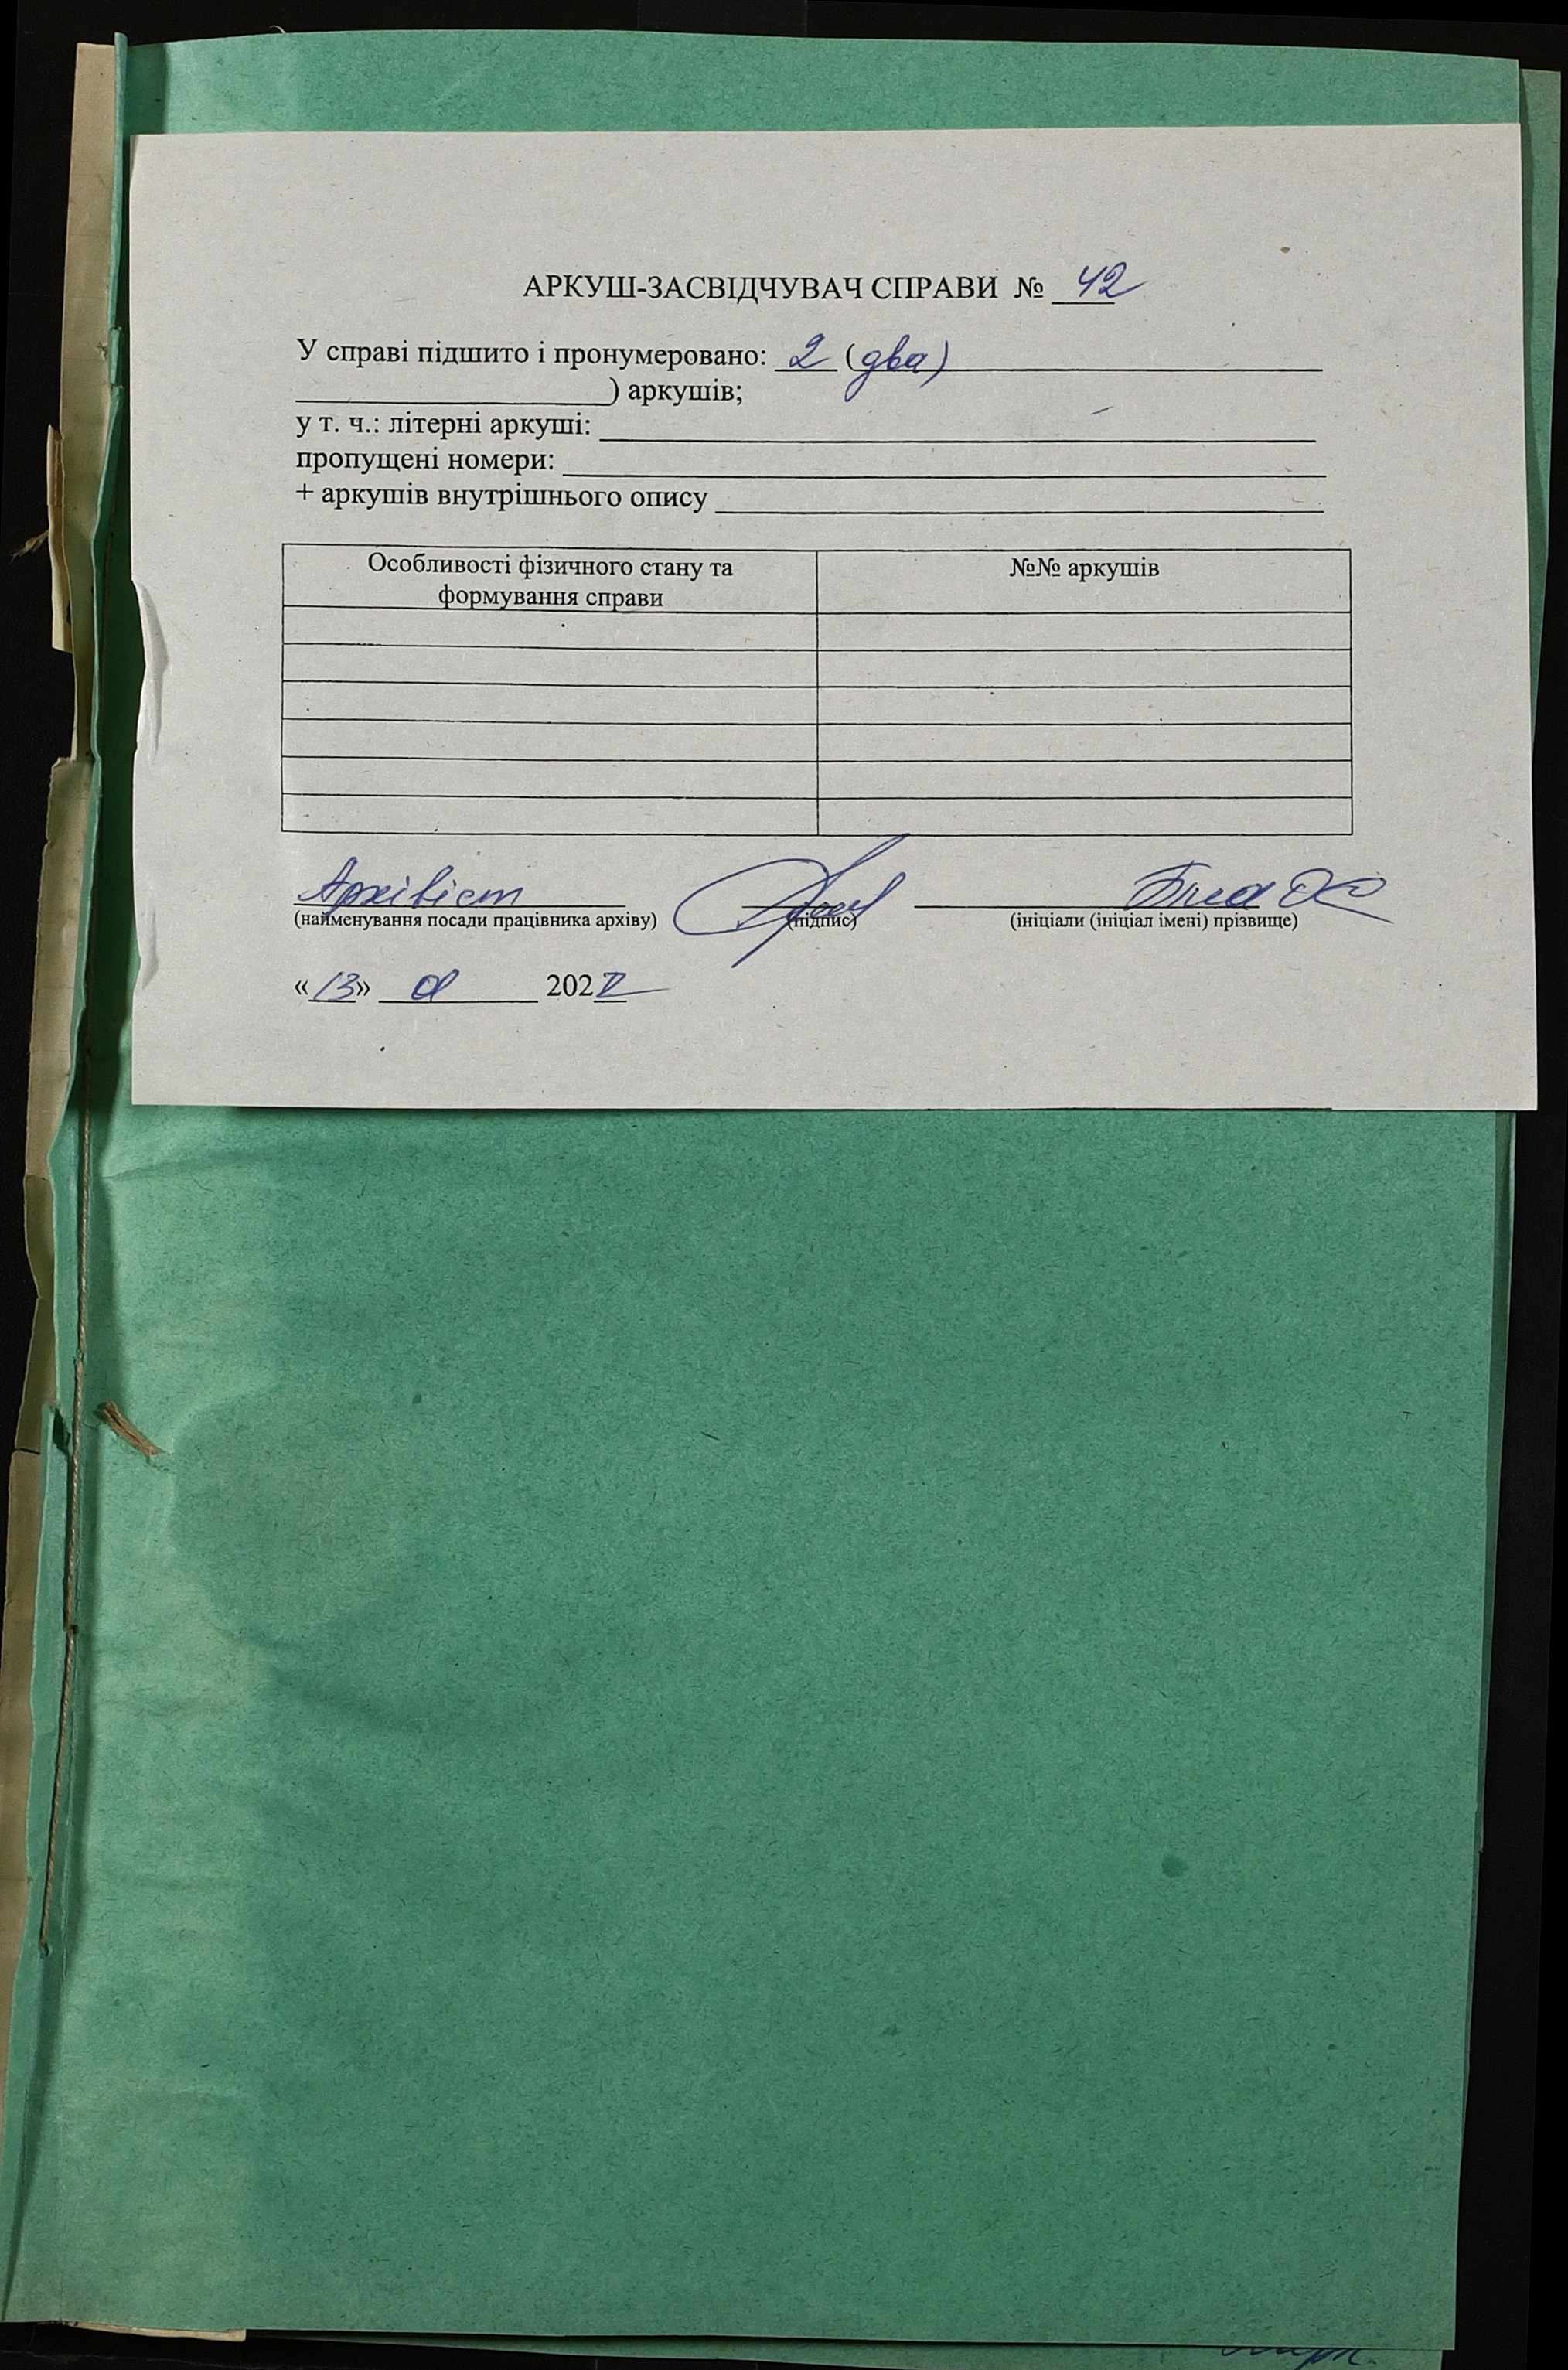 АРКУШ-ЗАСВІДЧУВАЧ СПРАВИ № 42
У справі підшито і пронумеровано: 2 (два)
) аркушів;
у т. ч.: літерні аркуші:
пропущені номери:
+ аркушів внутрішнього опису
Особливості фізичного стану та формування справи
№№ аркушів
Архівіст
(найменування посади працівника архіву) (підпис) (ініціали (ініціал імені) прізвище)
«13» 202